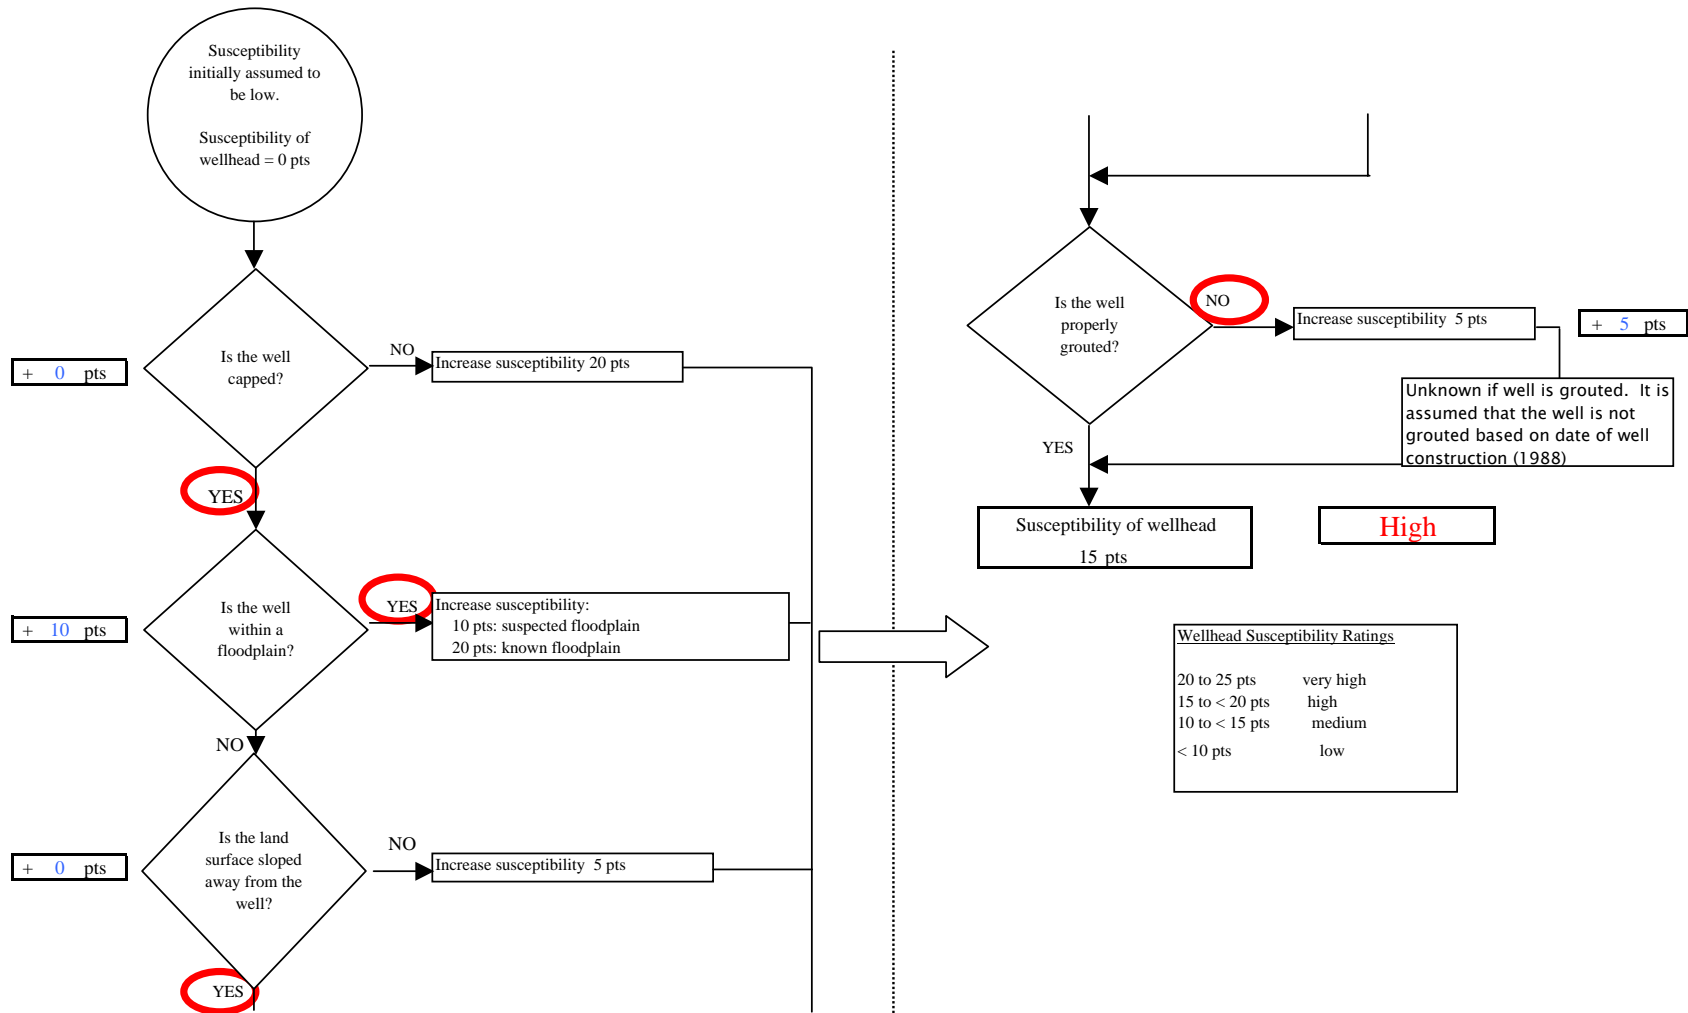 Susceptibility
initially assumed to
be low.
Susceptibility of
wellhead = 0 pts
Is the well
capped?
NO
Increase susceptibility 20 pts
+ 0 pts
YES
Is the well
within a
floodplain?
YES
Increase susceptibility:
10 pts: suspected floodplain
20 pts: known floodplain
+ 10 pts
NO
Is the land
surface sloped
away from the
well?
NO
Increase susceptibility 5 pts
+ 0 pts
YES
Is the well
properly
grouted?
NO
Increase susceptibility 5 pts
+ 5 pts
Unknown if well is grouted. It is
assumed that the well is not
grouted based on date of well
construction (1988)
YES
Susceptibility of wellhead
15 pts
High
Wellhead Susceptibility Ratings
20 to 25 pts very high
15 to < 20 pts high
10 to < 15 pts medium
< 10 pts low